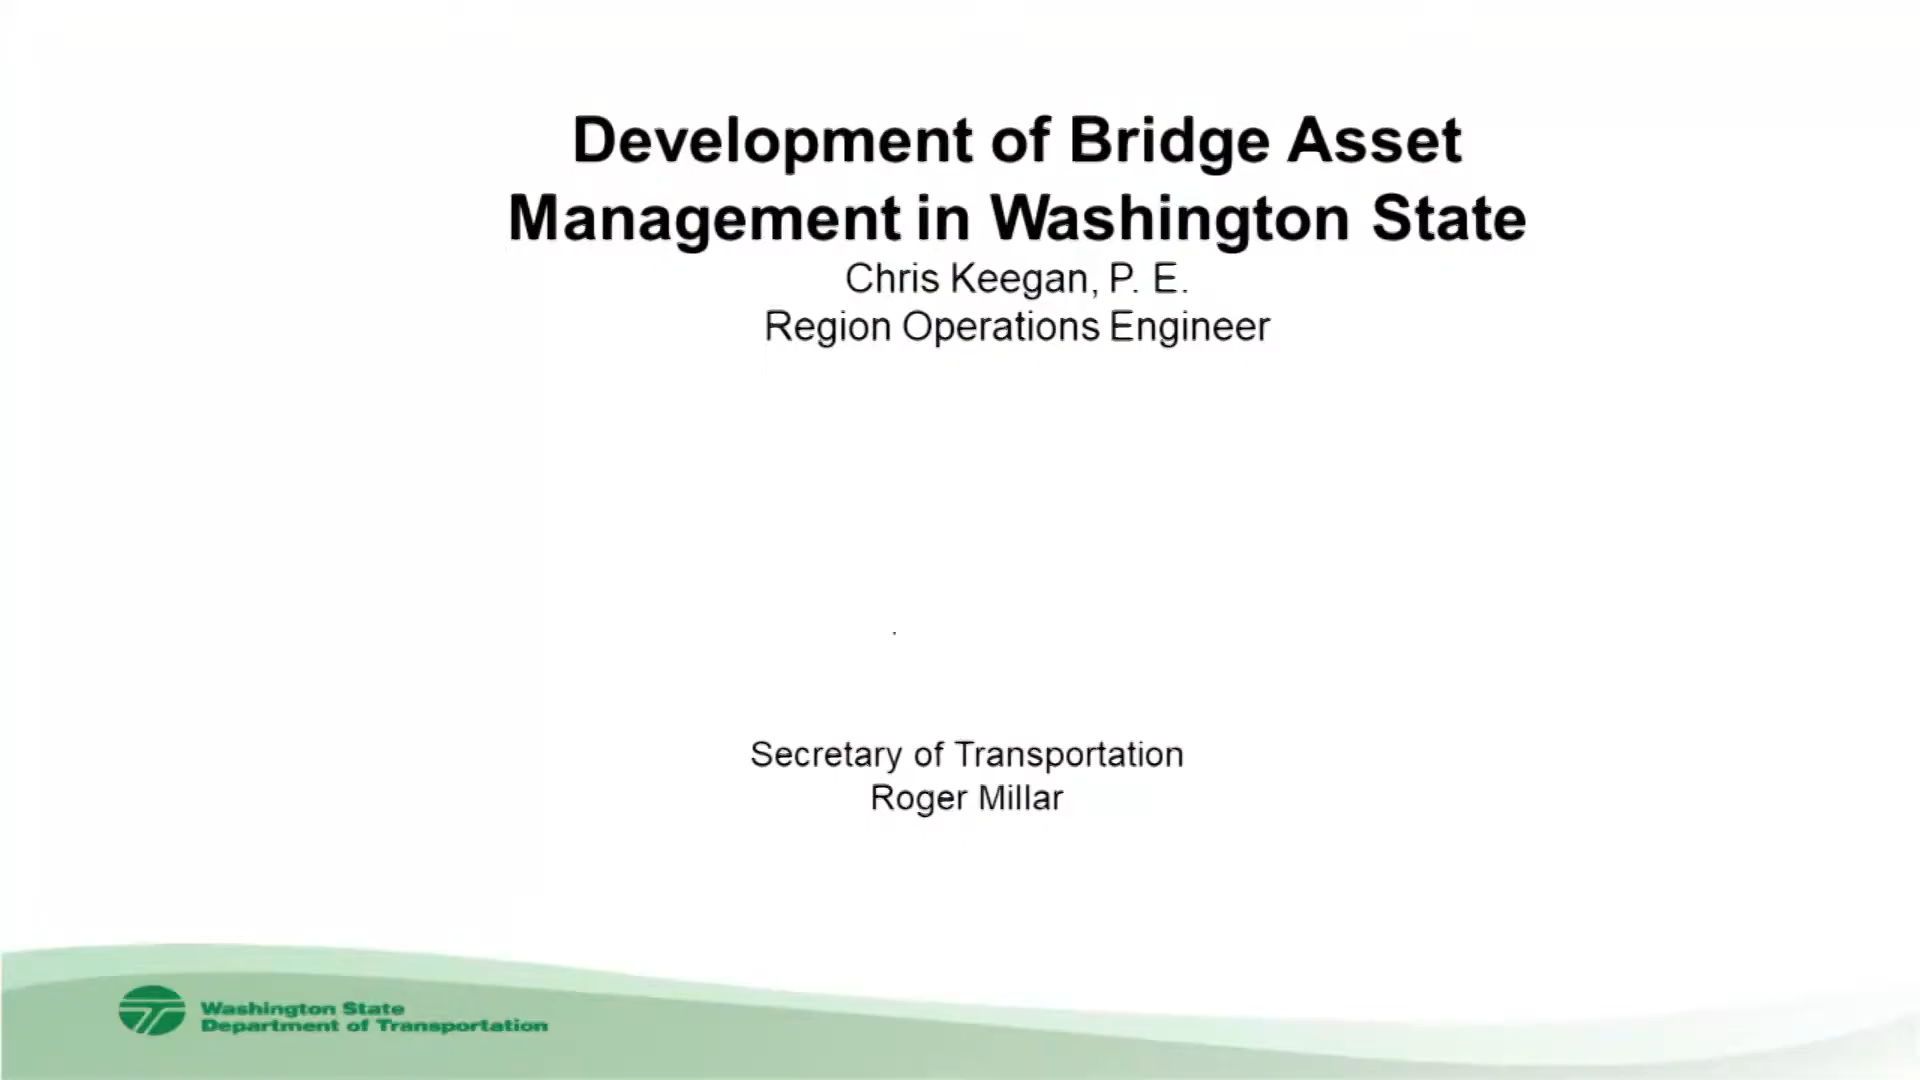 Development of Bridge Asset
Management in Washington State
Chris Keegan, P. E.
Region Operations Engineer
.
Secretary of Transportation
Roger Millar
Washington State
Department of Transportation